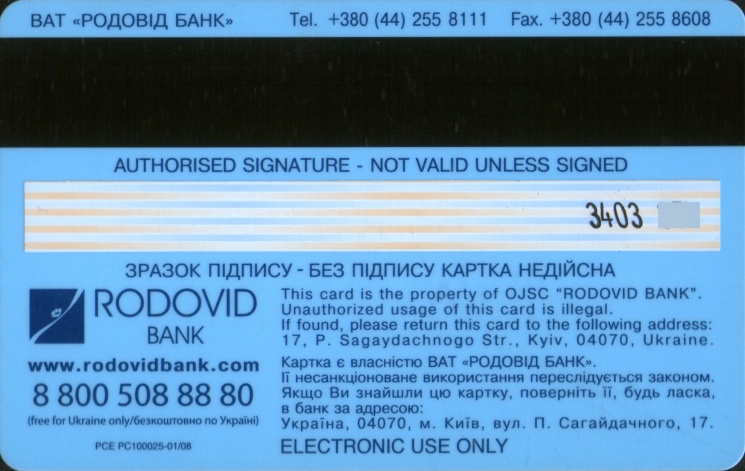 ВАТ «РОДОВІД БАНК» Tel. +380 (44) 255 8111 Fax. +380 (44) 255 8608
AUTHORISED SIGNATURE - NOT VALID UNLESS SIGNED
3403
ЗРАЗОК ПІДПИСУ - БЕЗ ПІДПИСУ КАРТКА НЕДІЙСНА
RODOVID
BANK
www.rodovidbank.com
8 800 508 88 80
(free for Ukraine only/безкоштовно по Україні)
PCE PC100025-01/08
This card is the property of OJSC "RODOVID BANK".
Unauthorized usage of this card is illegal.
If found, please return this card to the following address:
17, P. Sagaydachnogo Str., Kyiv, 04070, Ukraine.
Картка є власністю ВАТ «РОДОВІД БАНК».
Її несанкціоноване використання переслідується законом.
Якщо Ви знайшли цю картку, поверніть її, будь ласка,
в банк за адресою:
Україна, 04070, м. Київ, вул. П. Сагайдачного, 17.
ELECTRONIC USE ONLY